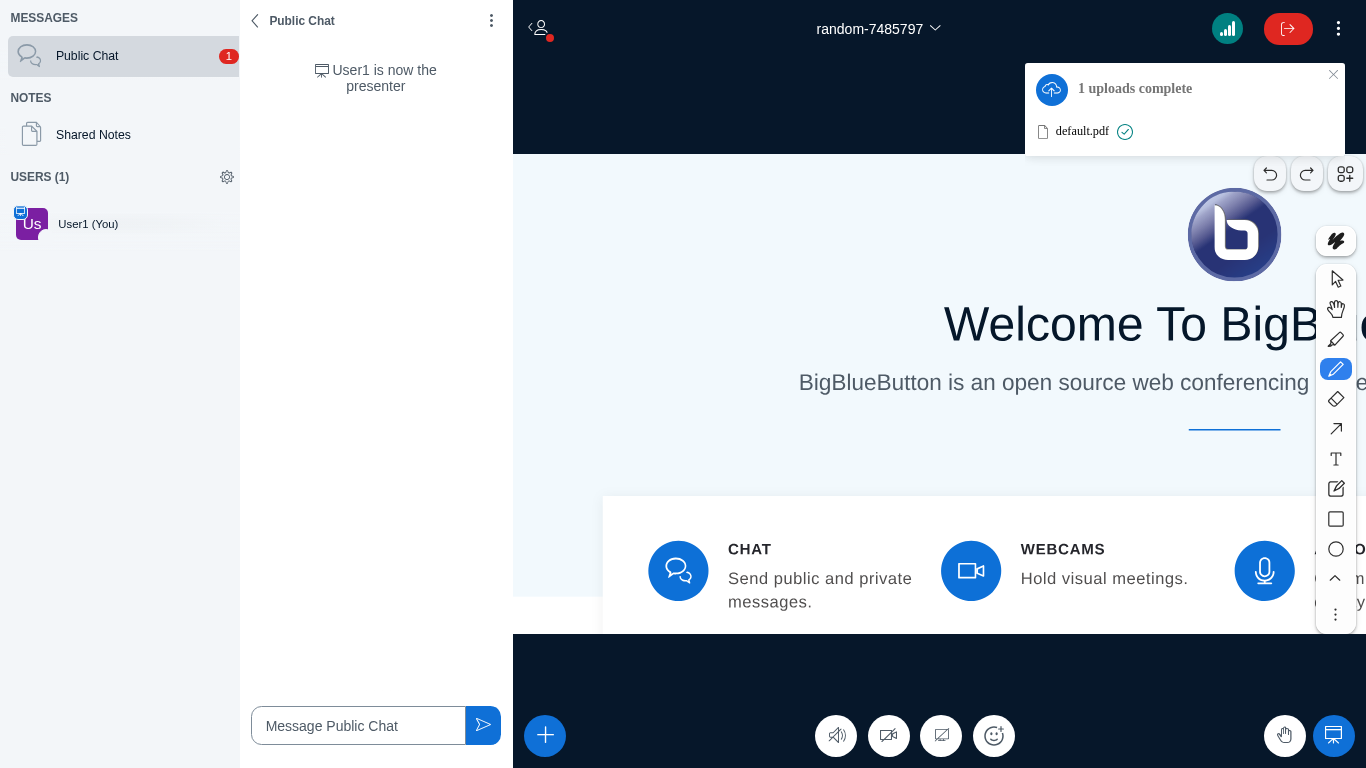 MESSAGES
Public Chat
1
NOTES
Shared Notes
USERS (1)
Us
User1 (You)
Public Chat
User1 is now the
presenter
Message Public Chat
random-7485797
1 uploads complete
default.pdf
b
Welcome To BigB
BigBlueButton is an open source web conferencing
CHAT
Send public and private
messages.
WEBCAMS
Hold visual meetings.